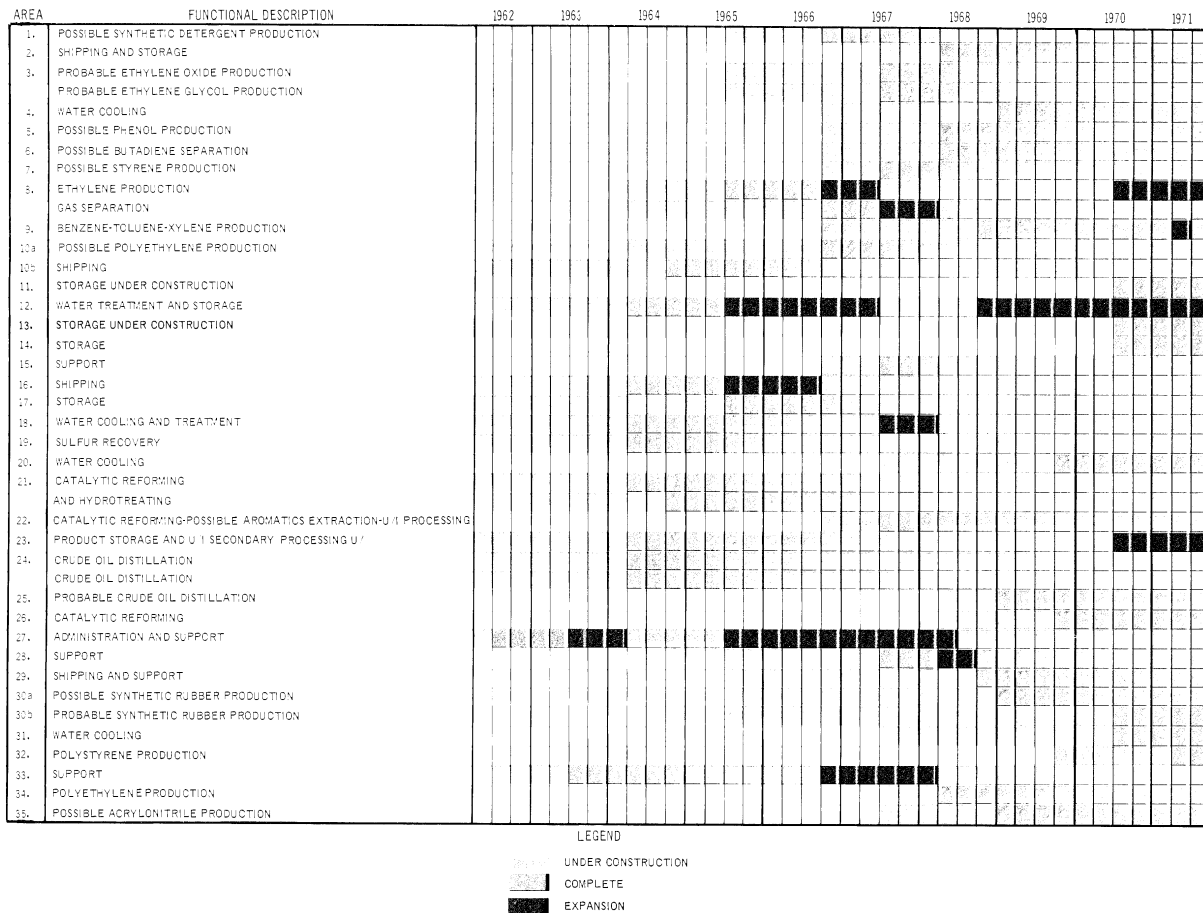 AREA FUNCTIONAL DESCRIPTION 1962 1963 1964 1965 1966 1967 1968 1969 1970 1971
1. POSSIBLE SYNTHETIC DETERGENT PRODUCTION
2. SHIPPING AND STORAGE
3. PROBABLE ETHYLENE OXIDE PRODUCTION
PROBABLE ETHYLENE GLYCOL PRODUCTION
4. WATER COOLING
5. POSSIBLE PHENOL PRODUCTION
6. POSSIBLE BUTADIENE SEPARATION
7. POSSIBLE STYRENE PRODUCTION
8. ETHYLENE PRODUCTION
GAS SEPARATION
9. BENZENE-TOLUENE-XYLENE PRODUCTION
10a POSSIBLE POLYETHYLENE PRODUCTION
10b SHIPPING
11. STORAGE UNDER CONSTRUCTION
12. WATER TREATMENT AND STORAGE
13. STORAGE UNDER CONSTRUCTION
14. STORAGE
15. SUPPORT
16. SHIPPING
17. STORAGE
18. WATER COOLING AND TREATMENT
19. SULFUR RECOVERY
20. WATER COOLING
21. CATALYTIC REFORMING
AND HYDROTREATING
22. CATALYTIC REFORMING-POSSIBLE AROMATICS EXTRACTION-U/I PROCESSING
23. PRODUCT STORAGE AND U/I SECONDARY PROCESSING
24. CRUDE OIL DISTILLATION
CRUDE OIL DISTILLATION
25. PROBABLE CRUDE OIL DISTILLATION
26. CATALYTIC REFORMING
27. ADMINISTRATION AND SUPPORT
28. SUPPORT
29. SHIPPING AND SUPPORT
30a POSSIBLE SYNTHETIC RUBBER PRODUCTION
30b PROBABLE SYNTHETIC RUBBER PRODUCTION
31. WATER COOLING
32. POLYSTYRENE PRODUCTION
33. SUPPORT
34. POLYETHYLENE PRODUCTION
35. POSSIBLE ACRYLONITRILE PRODUCTION
LEGEND
UNDER CONSTRUCTION
COMPLETE
EXPANSION